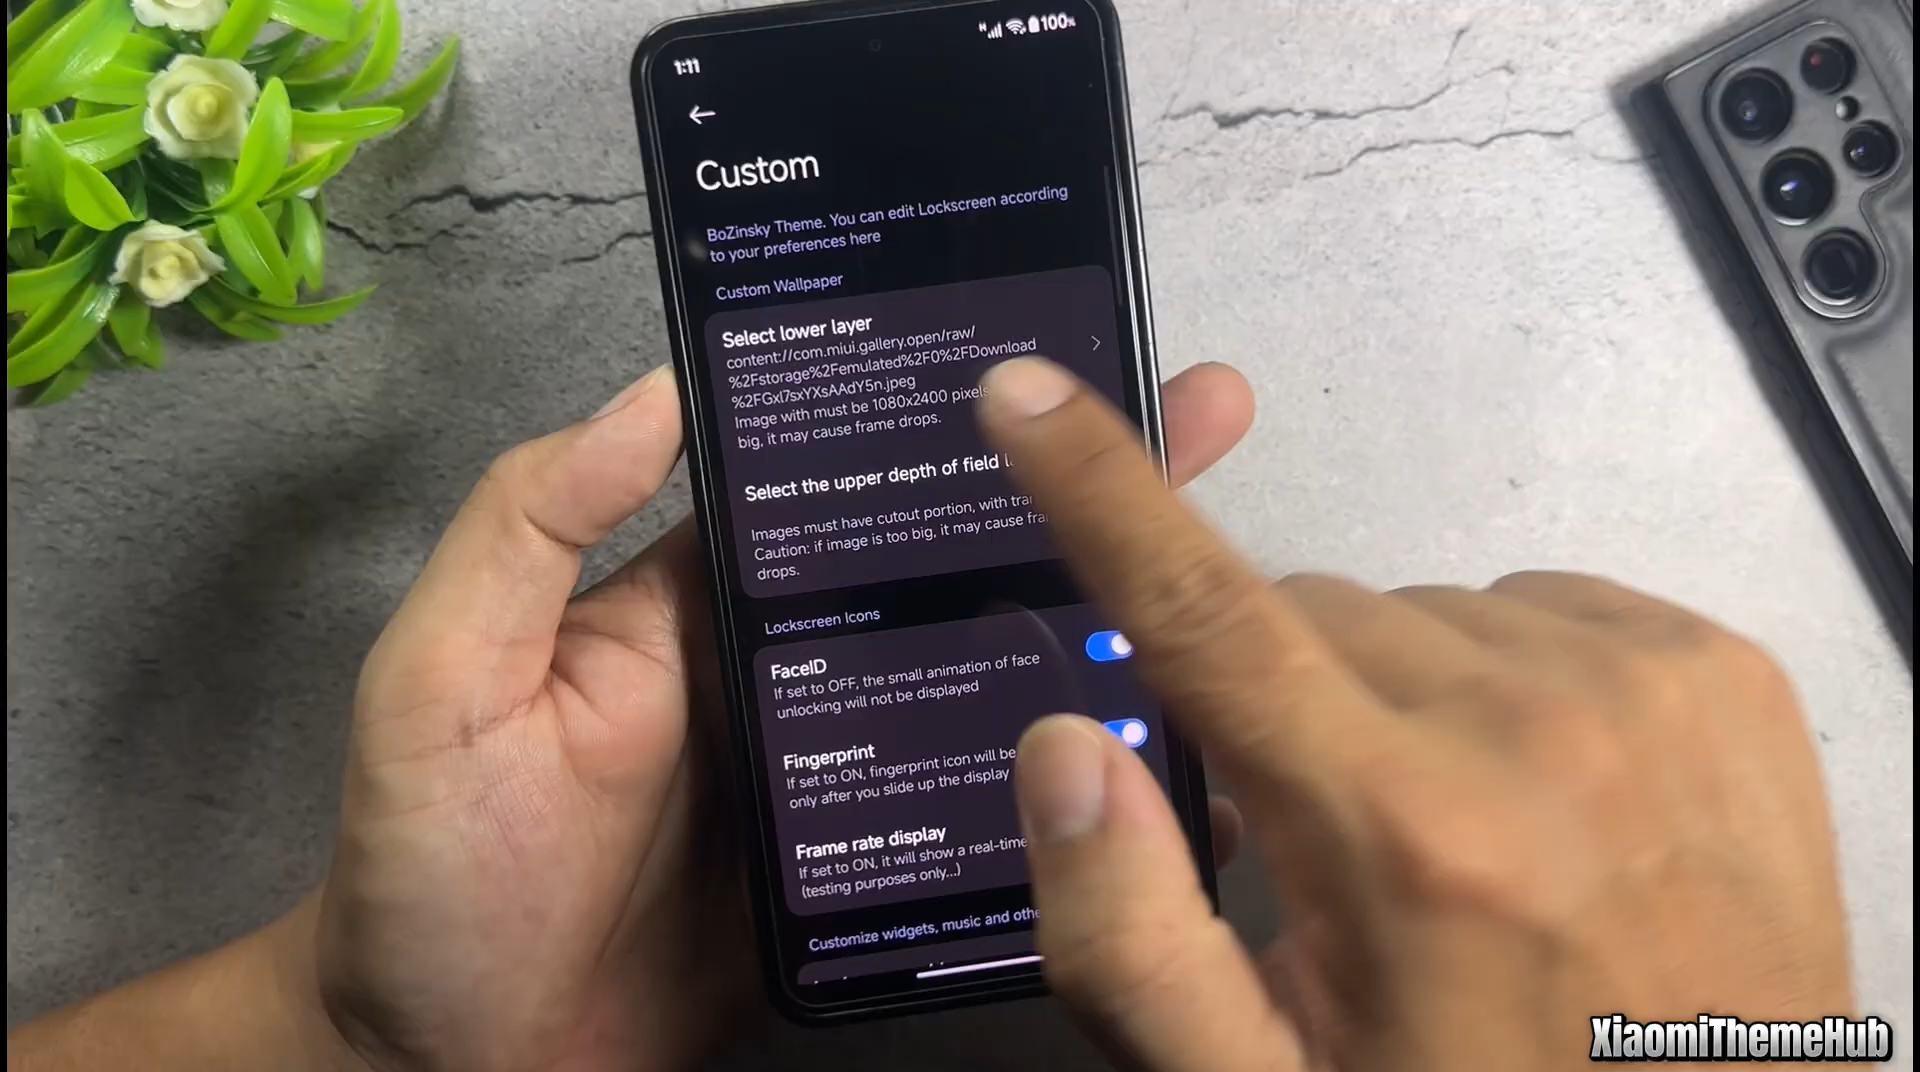 1:11
H 100%
Custom
BoZinsky Theme. You can edit Lockscreen according
to your preferences here
Custom Wallpaper
Select lower layer
content://com.miui.gallery.open/raw/
%2Fstorage%2Femulated%2F0%2FDownload
%2FGxl7sxYXsAAdY5n.jpeg
Image with must be 1080x2400 pixels
big, it may cause frame drops.
Select the upper depth of field
Images must have cutout portion, with
Caution: if image is too big, it may cause
drops.
Lockscreen Icons
FaceID
If set to OFF, the small animation of face
unlocking will not be displayed
Fingerprint
If set to ON, fingerprint icon will be
only after you slide up the display
Frame rate display
If set to ON, it will show a real-time
(testing purposes only...)
Customize widgets, music and
XiaomiThemeHub